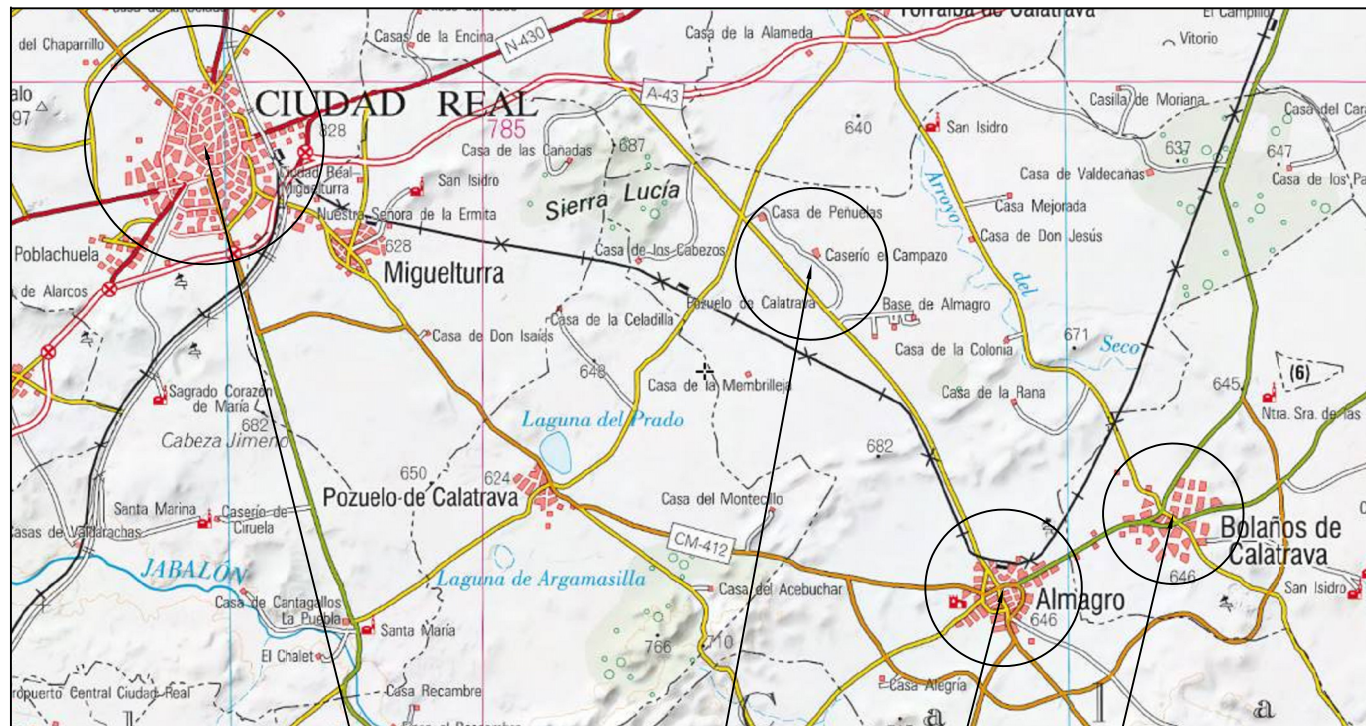 del Chaparrillo
Casas de la Encina
N-430
Casa de la Alameda
Torralba de Calatrava
El Campillo
Vitorio
alo
97
CIUDAD REAL
A-43
785
828
687
640
San Isidro
Casilla de Moriana
Casa del Cara
637
647
Casa de las Cañadas
Ciudad Real-
Miguelturra
San Isidro
Sierra Lucía
Casa de Valdecañas
Casa de los Pa
Arroyo
Casa Mejorada
Nuestra Señora de la Ermita
628
Casa de Peñuelas
Casa de Don Jesús
Poblachuela
Casa de los Cabezos
Caserío el Campazo
Miguelturra
del
de Alarcos
Pozuelo de Calatrava
Base de Almagro
Casa de la Celadilla
Casa de Don Isaías
Casa de la Colonia
671
Seco
648
Casa de la Membrilleja
(6)
Sagrado Corazón
de María
Casa de la Rana
645
Ntra. Sra. de las
682
Cabeza Jimeno
Laguna del Prado
682
650
624
Pozuelo de Calatrava
Santa Marina
Caserío de
Ciruela
Casa del Montecillo
Casas de Valdarachas
CM-412
Bolaños de
Calatrava
JABALÓN
Laguna de Argamasilla
646
Casa de Cantagallos
La Puebla
Casa del Acebuchar
San Isidro
Almagro
646
Santa María
El Chalet
766
710
Aeropuerto Central Ciudad Real
Casa Recambre
Casa Alegría
l
C
a
l
a